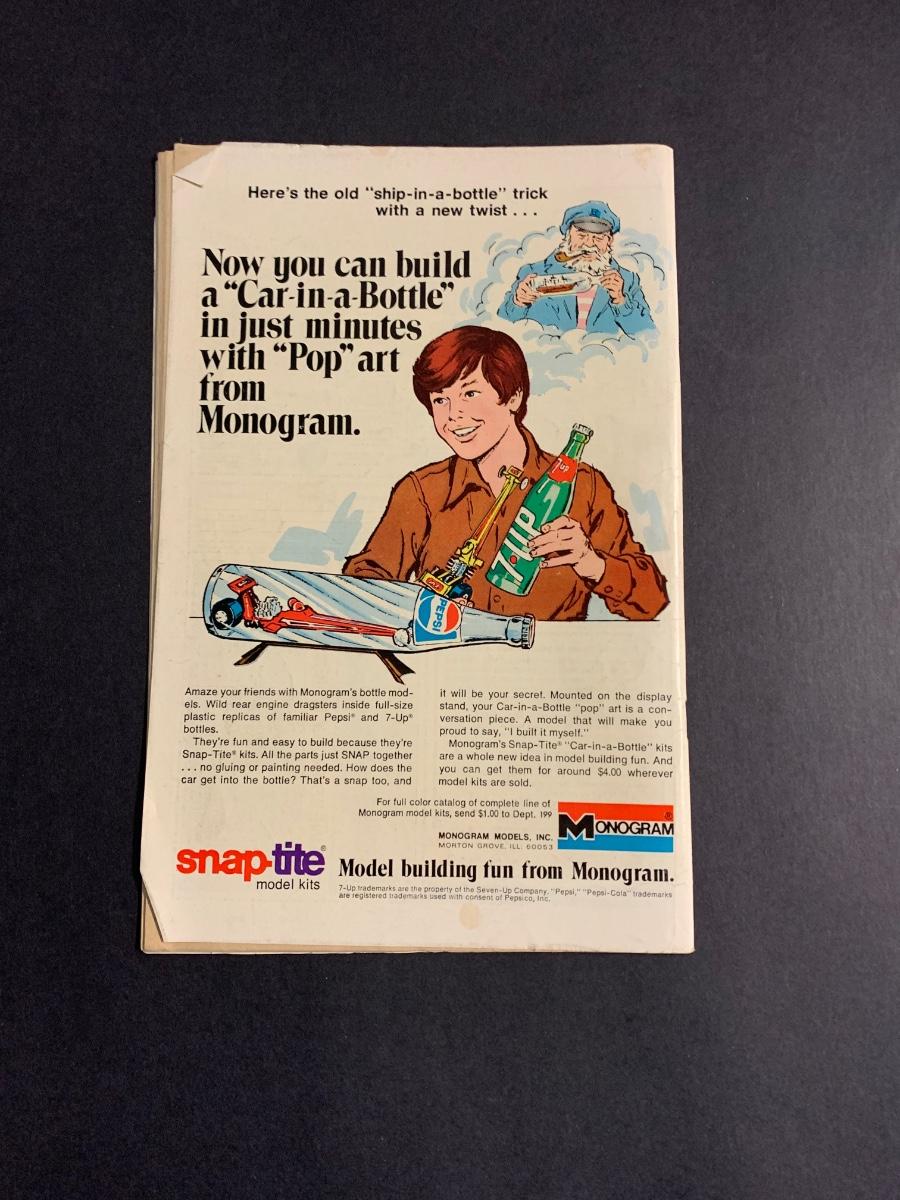 Here's the old "ship-in-a-bottle" trick
with a new twist . . .
Now you can build
a "Car-in-a-Bottle"
in just minutes
with "Pop" art
from
Monogram.
7up
7UP
PEPSI
Amaze your friends with Monogram's bottle mod-
els. Wild rear engine dragsters inside full-size
plastic replicas of familiar Pepsi® and 7-Up®
bottles.
They're fun and easy to build because they're
Snap-Tite® kits. All the parts just SNAP together
. . . no gluing or painting needed. How does the
car get into the bottle? That's a snap too, and
it will be your secret. Mounted on the display
stand, your Car-in-a-Bottle "pop" art is a con-
versation piece. A model that will make you
proud to say, "I built it myself."
Monogram's Snap-Tite® "Car-in-a-Bottle" kits
are a whole new idea in model building fun. And
you can get them for around $4.00 wherever
model kits are sold.
For full color catalog of complete line of
Monogram model kits, send $1.00 to Dept. 199
MONOGRAM MODELS, INC.
MORTON GROVE, ILL. 60053
MONOGRAM®
snap-tite®
model kits
Model building fun from Monogram.
7-Up trademarks are the property of the Seven-Up Company. "Pepsi," "Pepsi-Cola" trademarks
are registered trademarks used with consent of Pepsico, Inc.